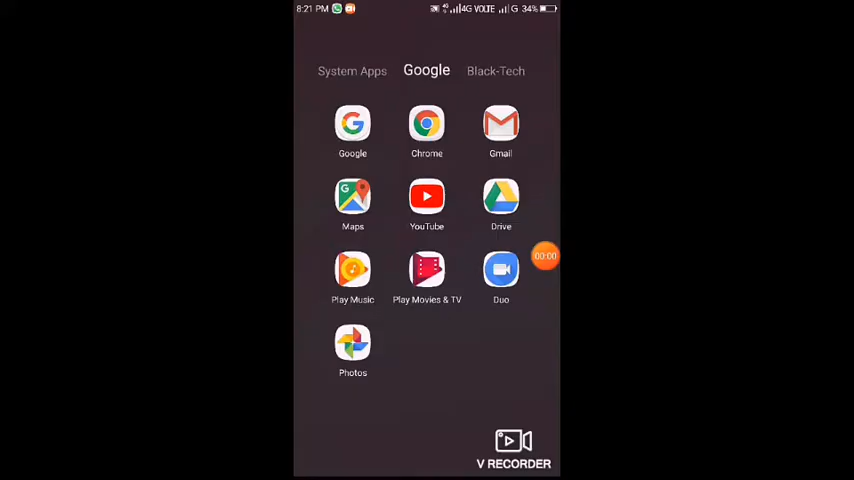 8:21 PM 4G VOLTE G 34%
System Apps Google Black-Tech
Google Chrome Gmail
Maps YouTube Drive
00:00
Play Music Play Movies & TV Duo
Photos
V RECORDER